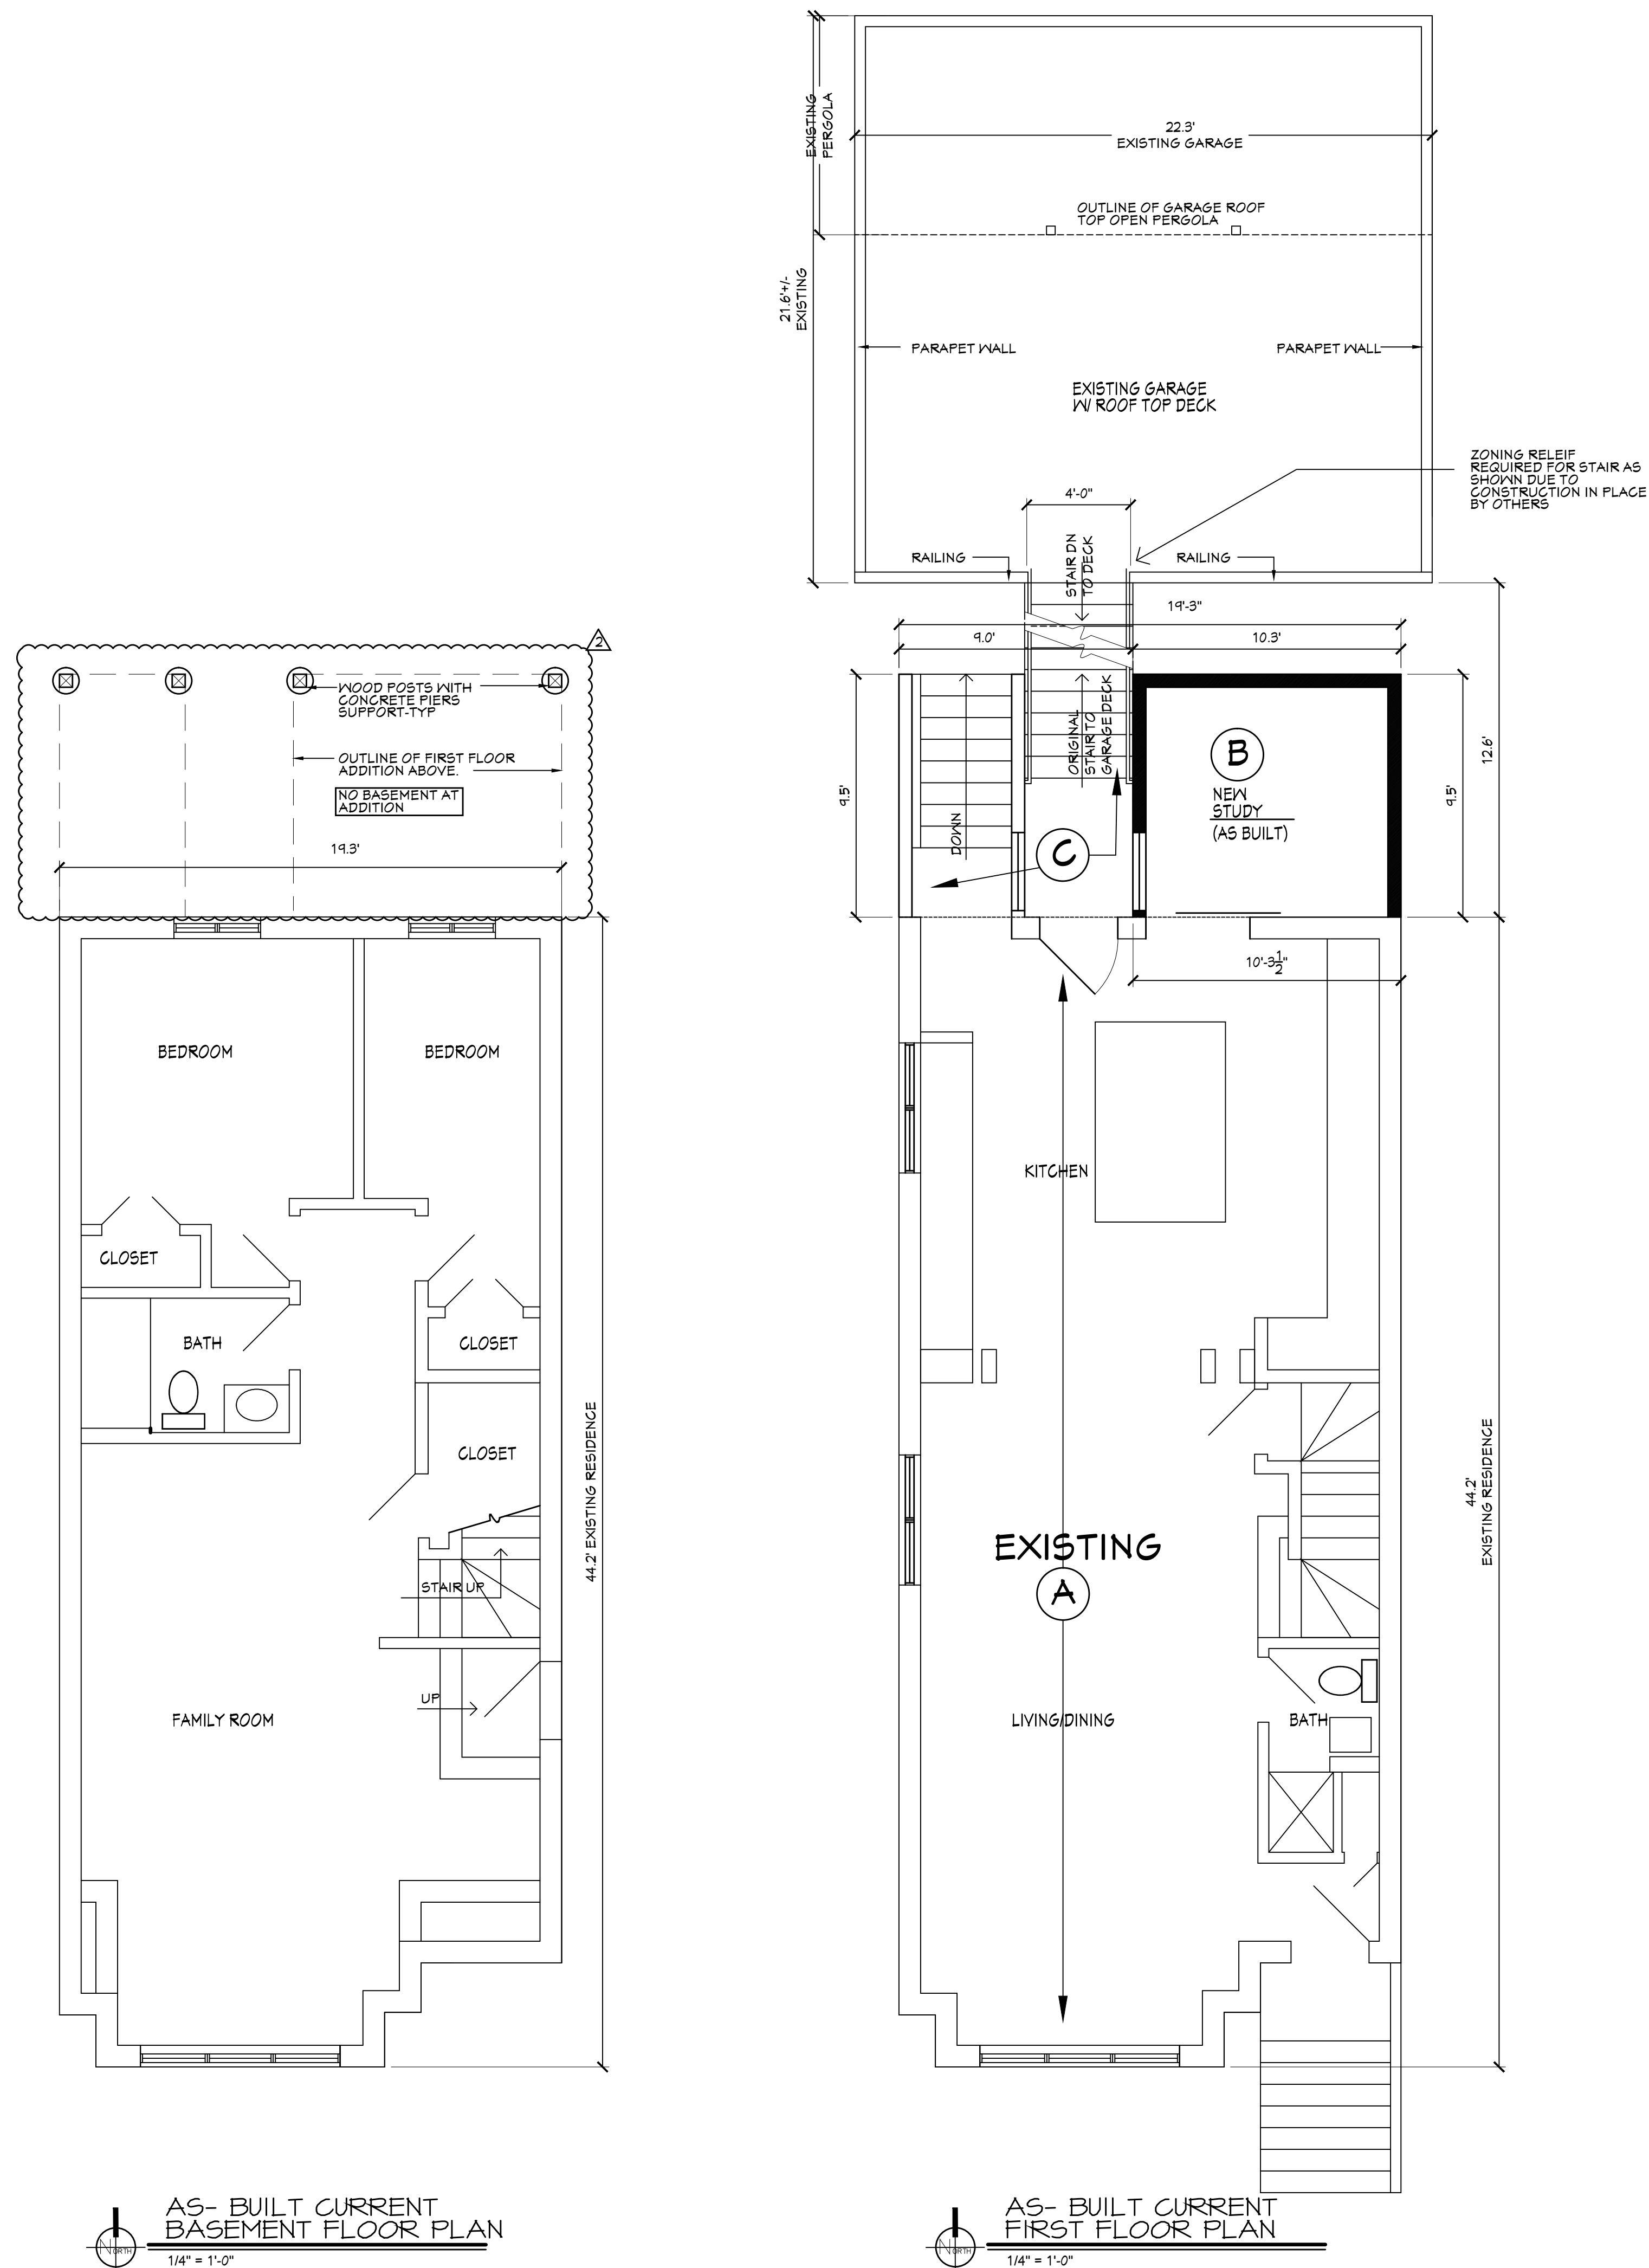 EXISTING
PERGOLA
22.3'
EXISTING GARAGE
OUTLINE OF GARAGE ROOF
TOP OPEN PERGOLA
21.6'+/-
EXISTING
PARAPET WALL
PARAPET WALL
EXISTING GARAGE
W/ ROOF TOP DECK
ZONING RELEIF
REQUIRED FOR STAIR AS
SHOWN DUE TO
CONSTRUCTION IN PLACE
BY OTHERS
4'-0"
RAILING
STAIR DN
TO DECK
RAILING
19'-3"
9.0'
10.3'
ORIGINAL
STAIR TO
GARAGE DECK
9.5'
DOWN
B
NEW
STUDY
(AS BUILT)
9.5'
12.6'
C
10'-3 1/2"
KITCHEN
EXISTING
A
LIVING/DINING
BATH
44.2'
EXISTING RESIDENCE
AS- BUILT CURRENT
FIRST FLOOR PLAN
1/4" = 1'-0"
NORTH
2
WOOD POSTS WITH
CONCRETE PIERS
SUPPORT-TYP
OUTLINE OF FIRST FLOOR
ADDITION ABOVE.
NO BASEMENT AT
ADDITION
19.3'
BEDROOM
BEDROOM
CLOSET
BATH
CLOSET
CLOSET
44.2' EXISTING RESIDENCE
STAIR UP
UP
FAMILY ROOM
AS- BUILT CURRENT
BASEMENT FLOOR PLAN
1/4" = 1'-0"
NORTH